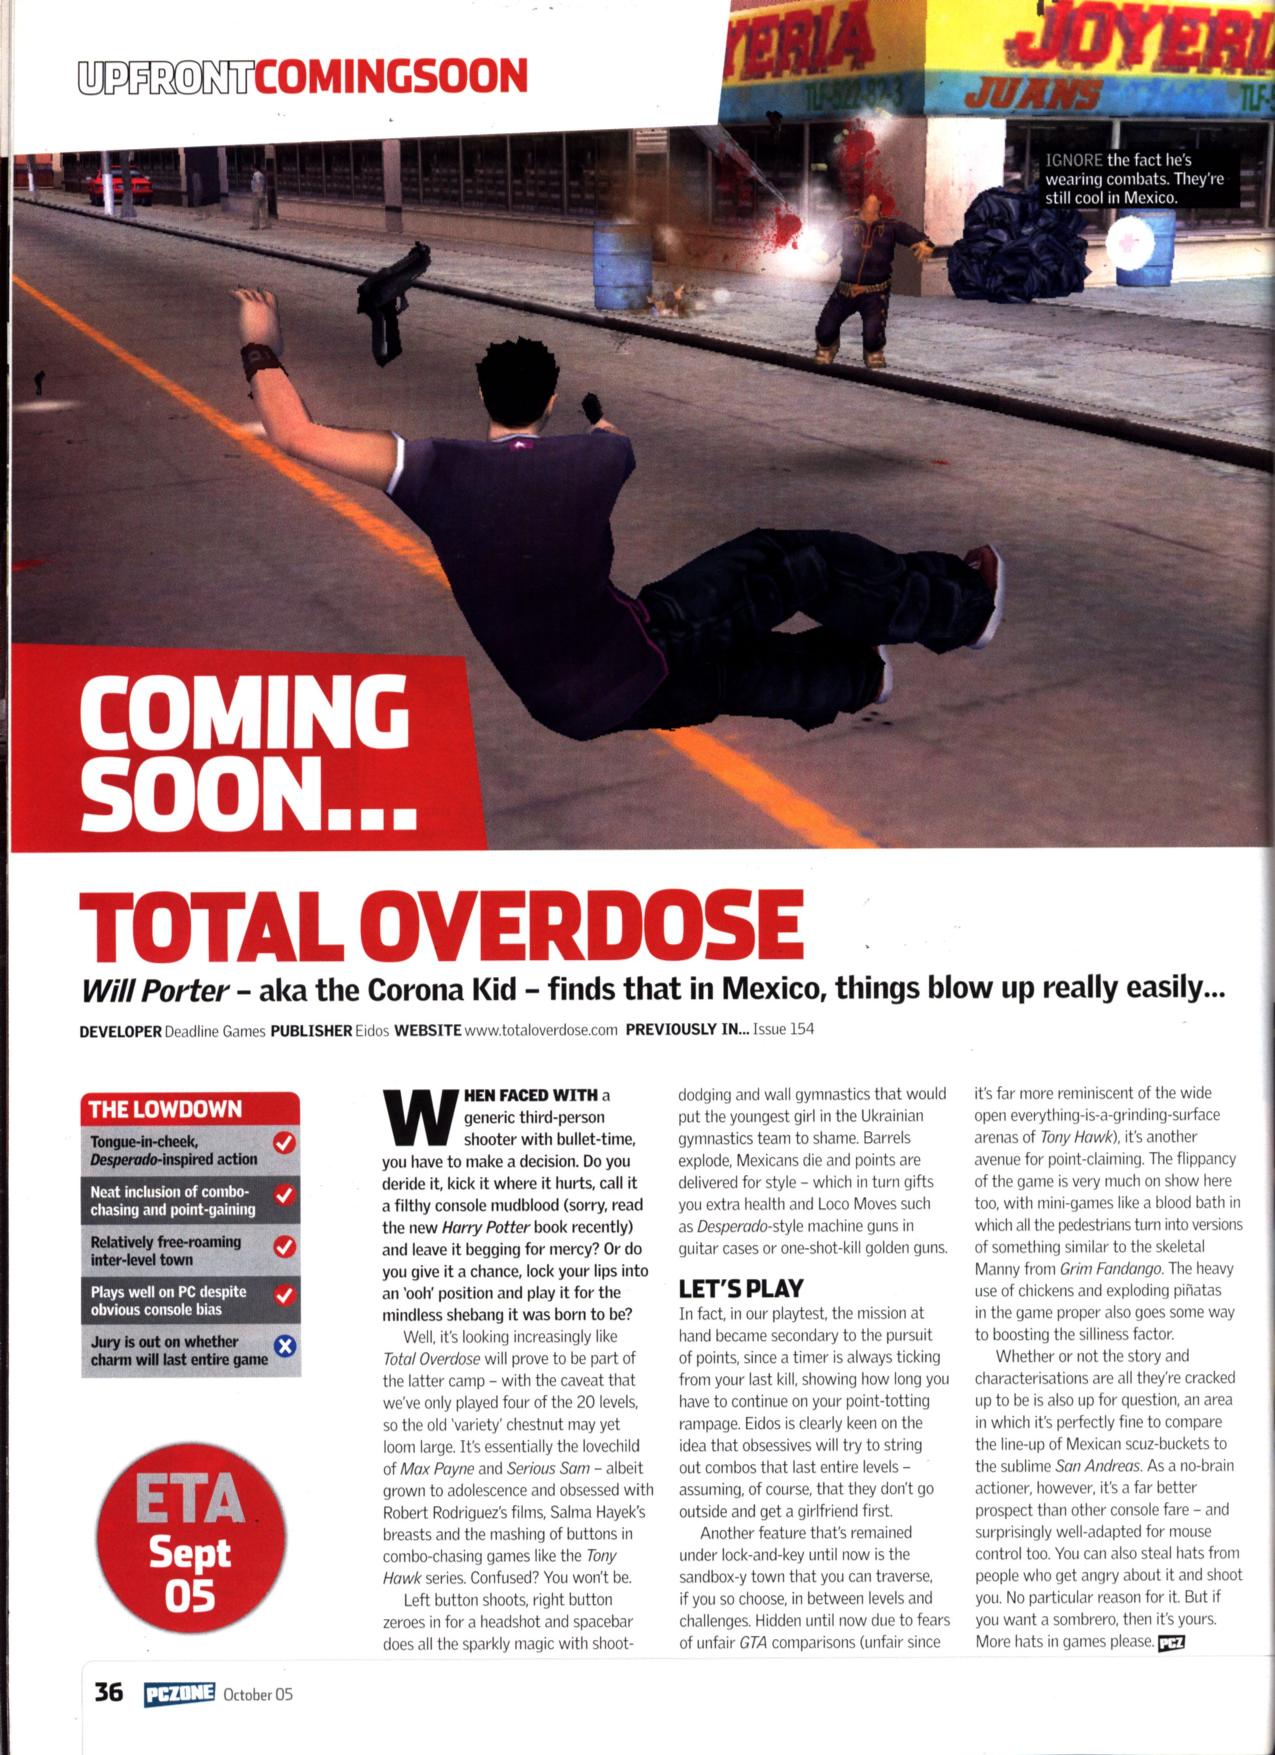 UPFRONTCOMINGSOON
YERIA
JOYERI
TLF-522-82-3
JUANS
TLF-5
IGNORE the fact he's
wearing combats. They're
still cool in Mexico.
COMING
SOON...
TOTAL OVERDOSE
Will Porter – aka the Corona Kid – finds that in Mexico, things blow up really easily...
DEVELOPER Deadline Games PUBLISHER Eidos WEBSITE www.totaloverdose.com PREVIOUSLY IN... Issue 154
THE LOWDOWN
Tongue-in-cheek,
Desperado-inspired action
Neat inclusion of combo-
chasing and point-gaining
Relatively free-roaming
inter-level town
Plays well on PC despite
obvious console bias
Jury is out on whether
charm will last entire game
ETA
Sept
05
WHEN FACED WITH a
generic third-person
shooter with bullet-time,
you have to make a decision. Do you
deride it, kick it where it hurts, call it
a filthy console mudblood (sorry, read
the new Harry Potter book recently)
and leave it begging for mercy? Or do
you give it a chance, lock your lips into
an 'ooh' position and play it for the
mindless shebang it was born to be?
Well, it's looking increasingly like
Total Overdose will prove to be part of
the latter camp – with the caveat that
we've only played four of the 20 levels,
so the old 'variety' chestnut may yet
loom large. It's essentially the lovechild
of Max Payne and Serious Sam – albeit
grown to adolescence and obsessed with
Robert Rodriguez's films, Salma Hayek's
breasts and the mashing of buttons in
combo-chasing games like the Tony
Hawk series. Confused? You won't be.
Left button shoots, right button
zeroes in for a headshot and spacebar
does all the sparkly magic with shoot-
dodging and wall gymnastics that would
put the youngest girl in the Ukrainian
gymnastics team to shame. Barrels
explode, Mexicans die and points are
delivered for style – which in turn gifts
you extra health and Loco Moves such
as Desperado-style machine guns in
guitar cases or one-shot-kill golden guns.
LET'S PLAY
In fact, in our playtest, the mission at
hand became secondary to the pursuit
of points, since a timer is always ticking
from your last kill, showing how long you
have to continue on your point-totting
rampage. Eidos is clearly keen on the
idea that obsessives will try to string
out combos that last entire levels –
assuming, of course, that they don't go
outside and get a girlfriend first.
Another feature that's remained
under lock-and-key until now is the
sandbox-y town that you can traverse,
if you so choose, in between levels and
challenges. Hidden until now due to fears
of unfair GTA comparisons (unfair since
it's far more reminiscent of the wide
open everything-is-a-grinding-surface
arenas of Tony Hawk), it's another
avenue for point-claiming. The flippancy
of the game is very much on show here
too, with mini-games like a blood bath in
which all the pedestrians turn into versions
of something similar to the skeletal
Manny from Grim Fandango. The heavy
use of chickens and exploding piñatas
in the game proper also goes some way
to boosting the silliness factor.
Whether or not the story and
characterisations are all they're cracked
up to be is also up for question, an area
in which it's perfectly fine to compare
the line-up of Mexican scuz-buckets to
the sublime San Andreas. As a no-brain
actioner, however, it's a far better
prospect than other console fare – and
surprisingly well-adapted for mouse
control too. You can also steal hats from
people who get angry about it and shoot
you. No particular reason for it. But if
you want a sombrero, then it's yours.
More hats in games please. PCZ
36 PCZONE October 05